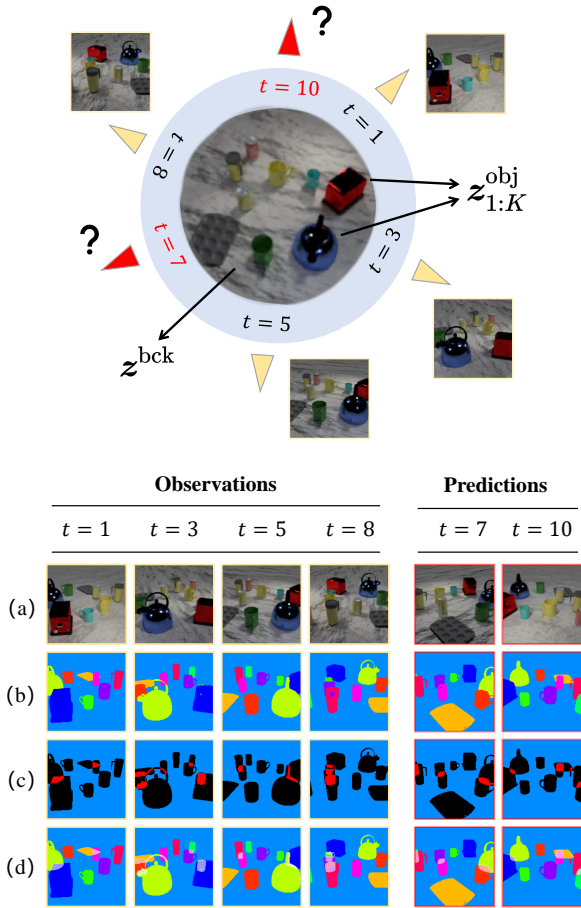 ?
t = 10
t = 1
t = 8
z^obj_1:K
?
t = 7
t = 3
t = 5
z^bck
Observations Predictions
t = 1 t = 3 t = 5 t = 8 t = 7 t = 10
(a)
(b)
(c)
(d)